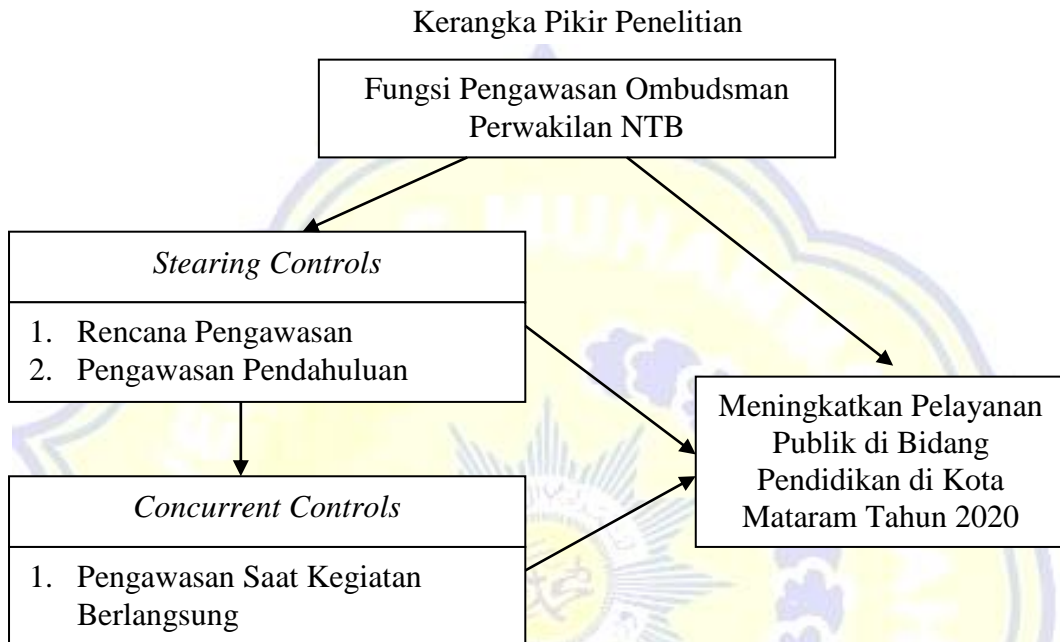 Kerangka Pikir Penelitian
Fungsi Pengawasan Ombudsman
Perwakilan NTB
Stearing Controls
1. Rencana Pengawasan
2. Pengawasan Pendahuluan
Concurrent Controls
1. Pengawasan Saat Kegiatan
Berlangsung
Meningkatkan Pelayanan
Publik di Bidang
Pendidikan di Kota
Mataram Tahun 2020